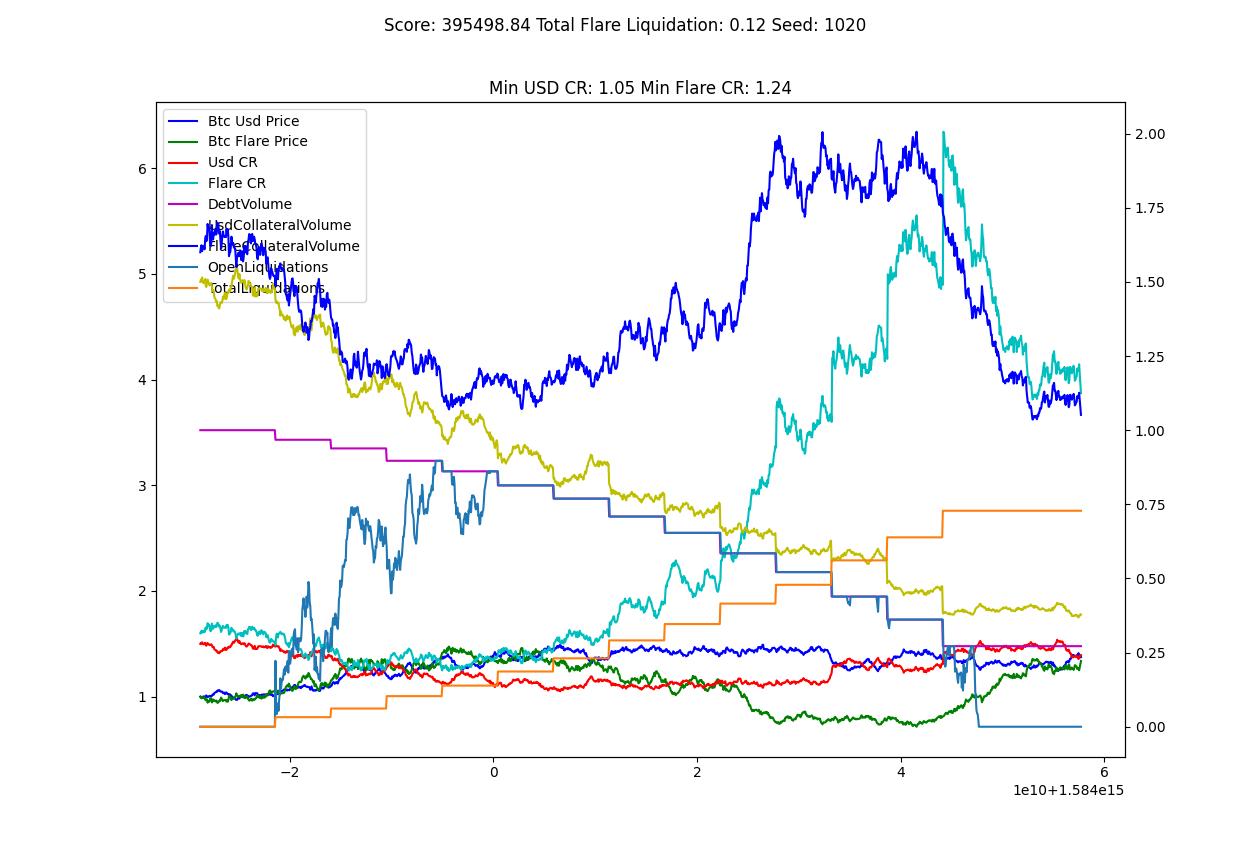 Score: 395498.84 Total Flare Liquidation: 0.12 Seed: 1020
Min USD CR: 1.05 Min Flare CR: 1.24
Btc Usd Price
Btc Flare Price
Usd CR
Flare CR
DebtVolume
UsdCollateralVolume
FlareCollateralVolume
OpenLiquidations
TotalLiquidations
6
5
4
3
2
1
2.00
1.75
1.50
1.25
1.00
0.75
0.50
0.25
0.00
−2
0
2
4
6
1e10+1.584e15